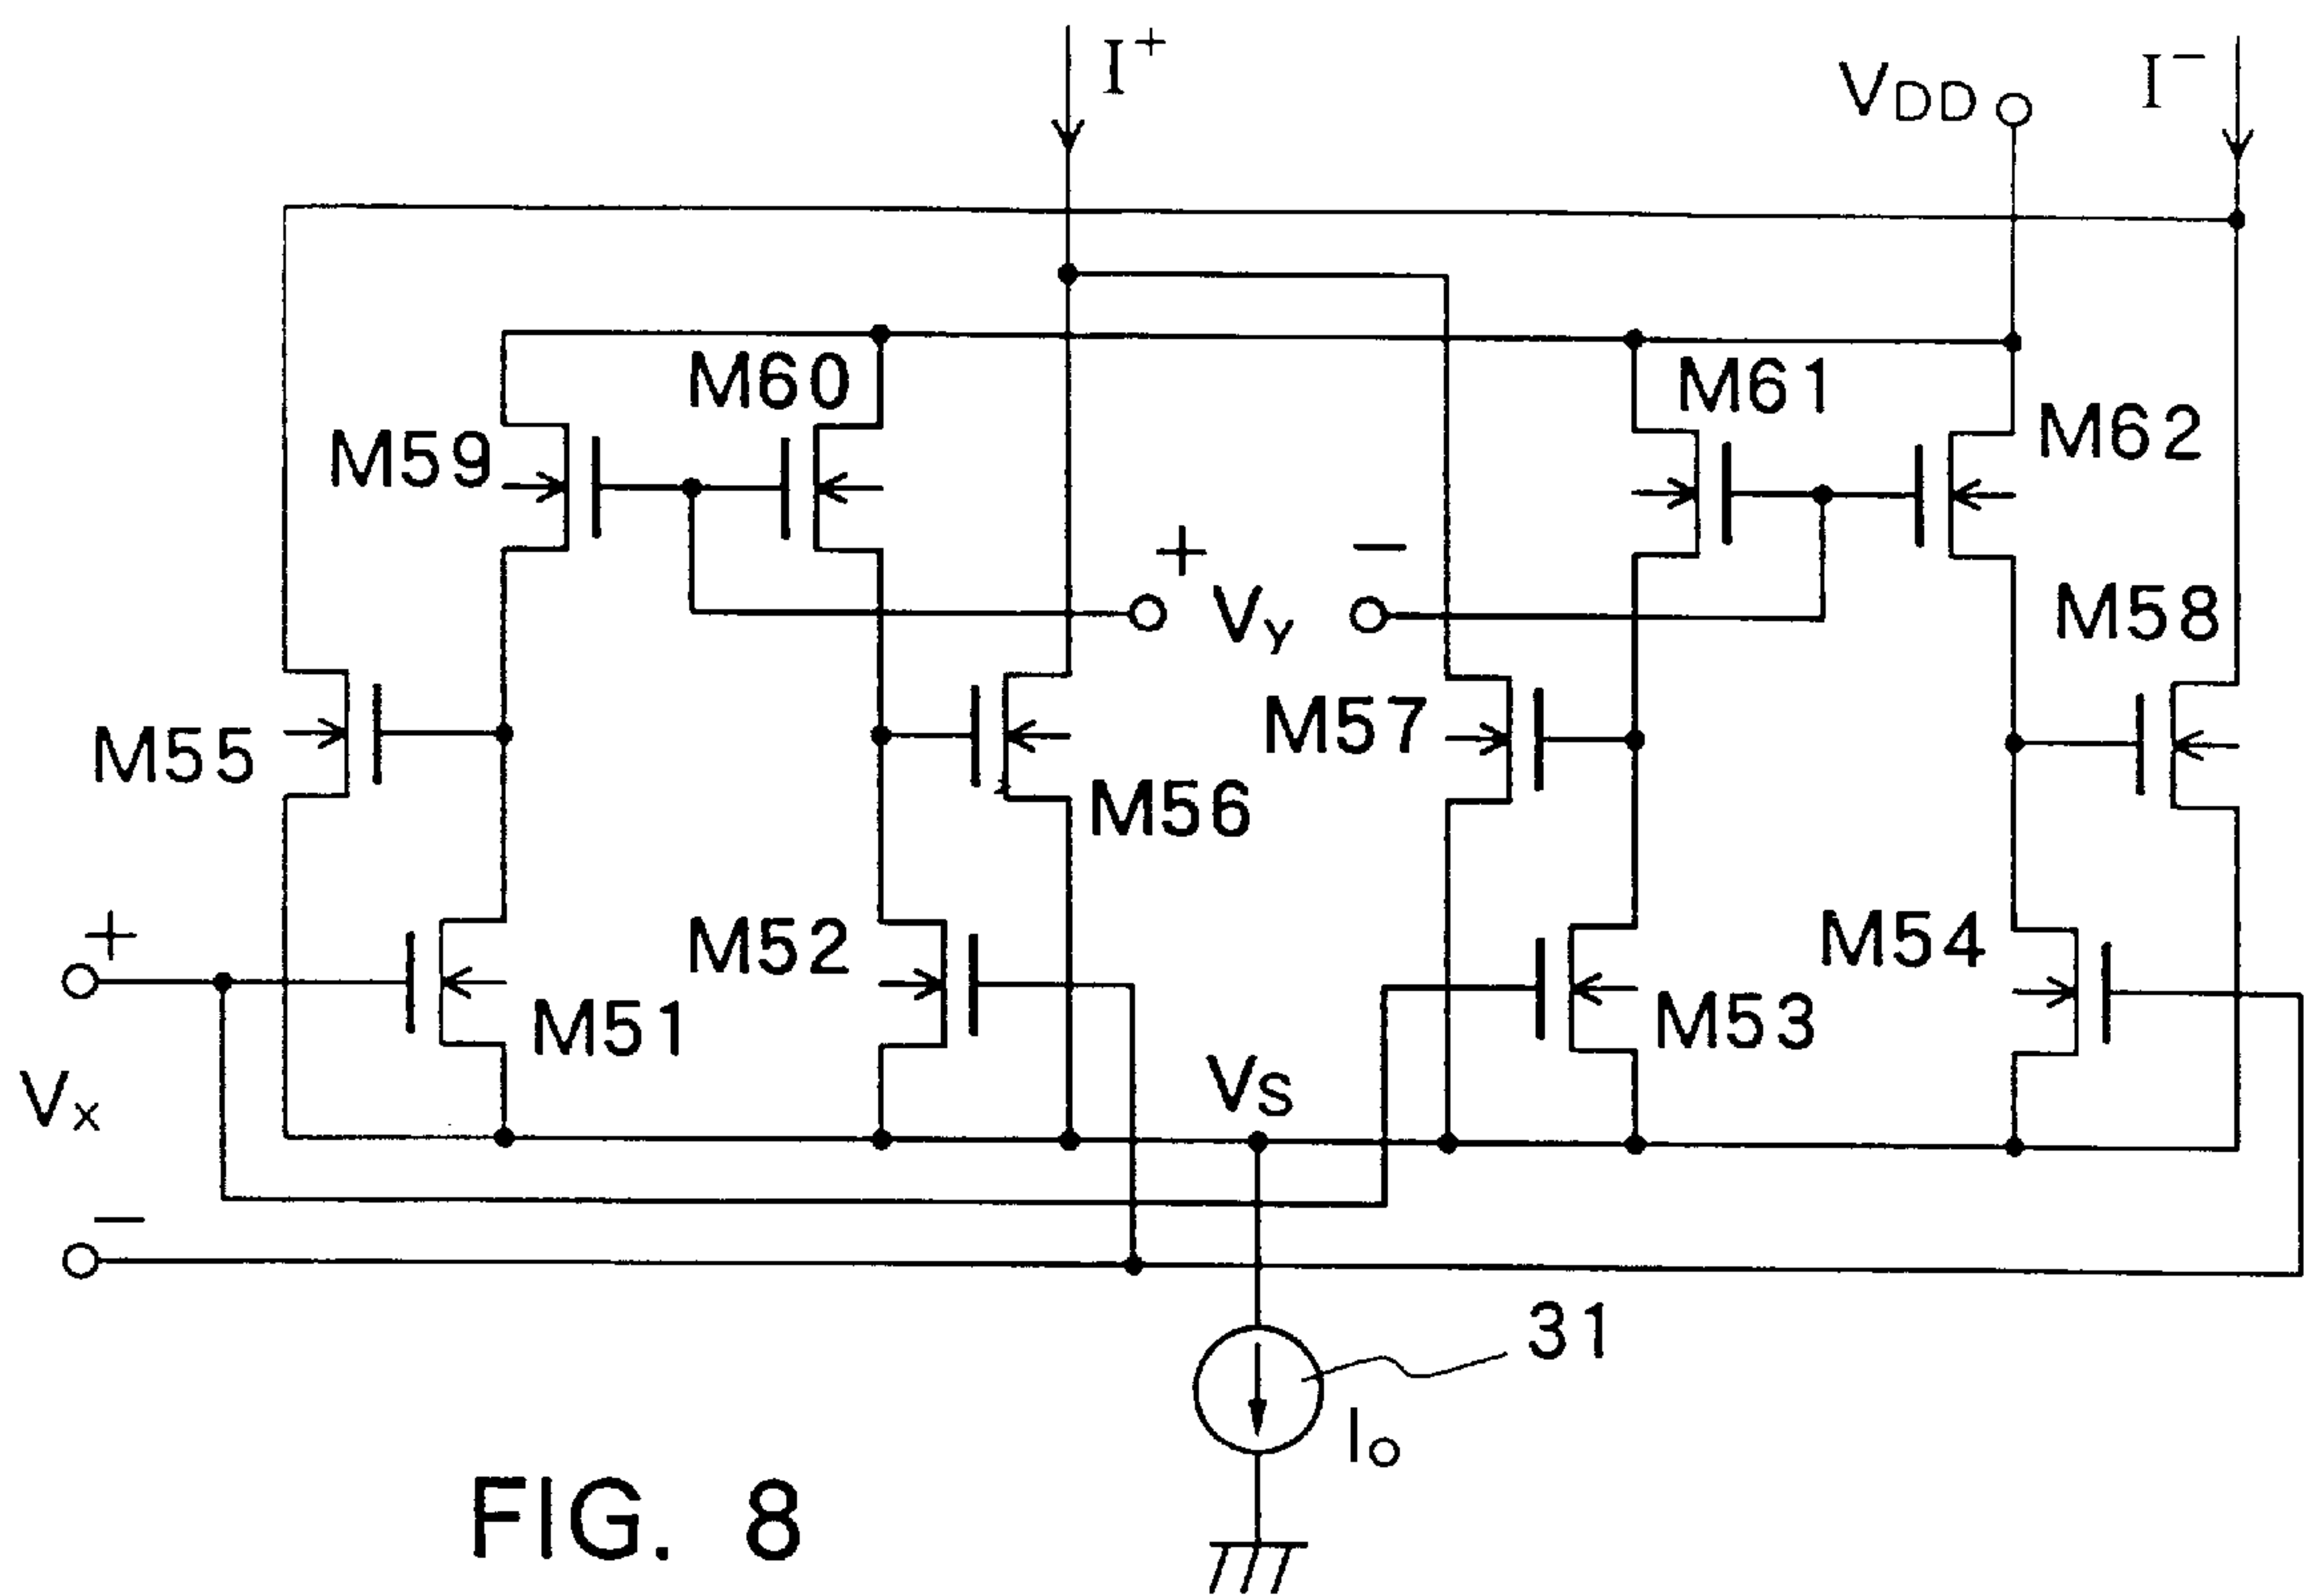 I+
VDD
I−
M60
M61
M62
M59
+
−
VY
M58
M55
M57
M56
+
M52
M54
M51
M53
Vx
VS
−
31
Io
FIG. 8